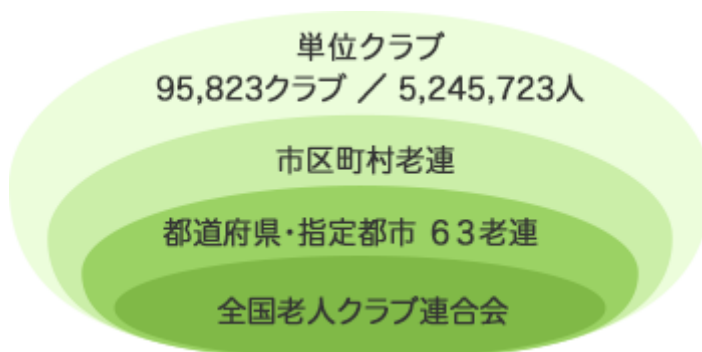 単位クラブ
95,823クラブ ／ 5,245,723人
市区町村老連
都道府県・指定都市 ６３老連
全国老人クラブ連合会